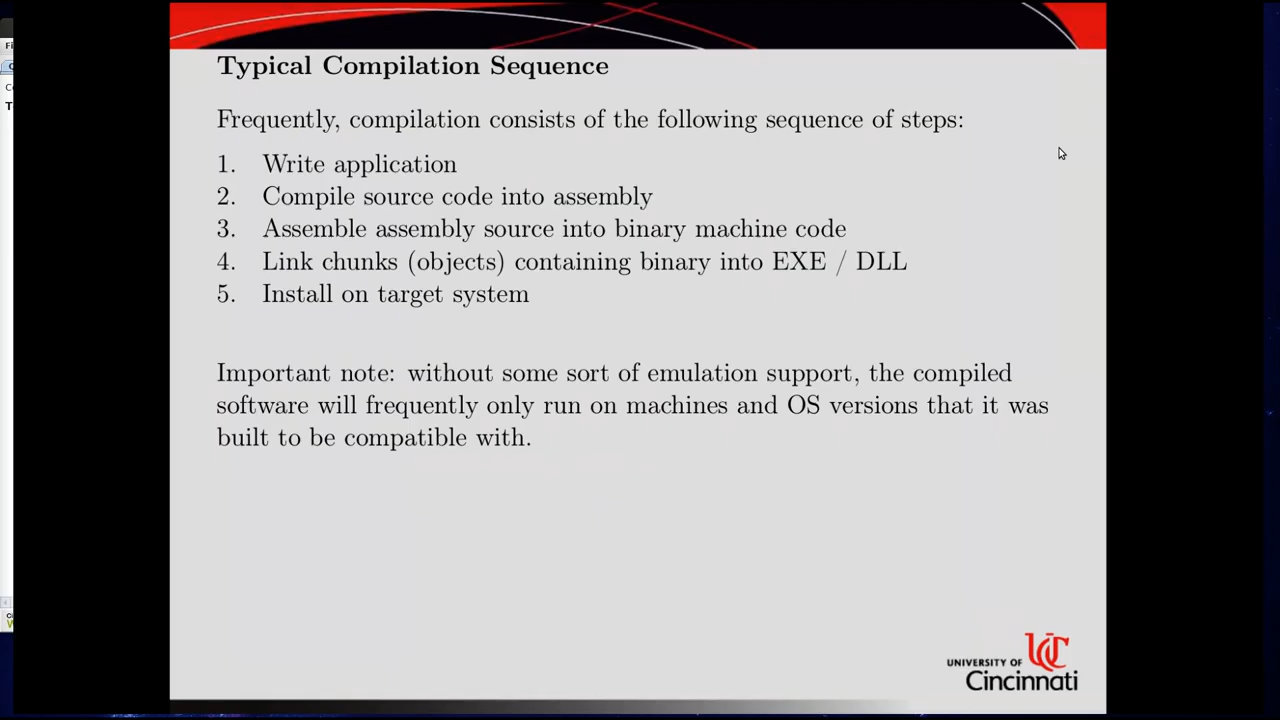 Typical Compilation Sequence
Frequently, compilation consists of the following sequence of steps:
1. Write application
2. Compile source code into assembly
3. Assemble assembly source into binary machine code
4. Link chunks (objects) containing binary into EXE / DLL
5. Install on target system
Important note: without some sort of emulation support, the compiled
software will frequently only run on machines and OS versions that it was
built to be compatible with.
UNIVERSITY OF
Cincinnati